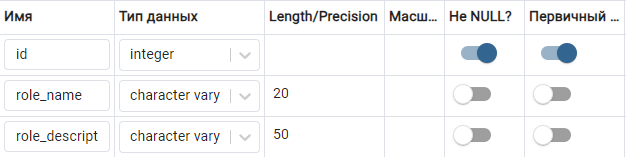 Имя Тип данных Length/Precision Масш... Не NULL? Первичный ...
id integer
role_name character vary 20
role_descript character vary 50